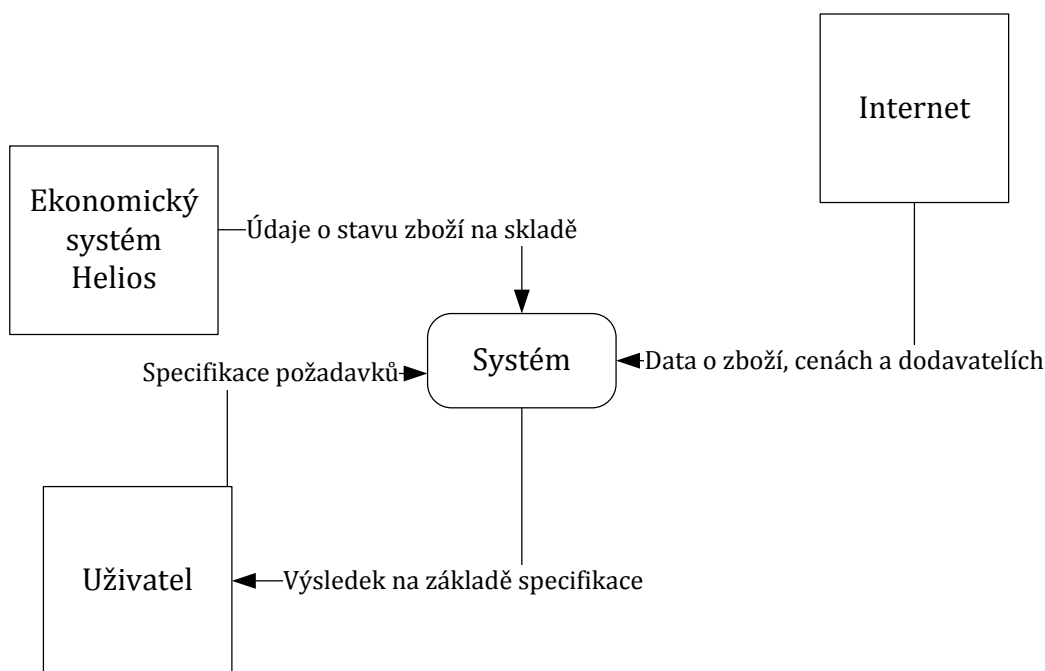 Internet
Ekonomický
systém
Helios
Údaje o stavu zboží na skladě
Systém
Data o zboží, cenách a dodavatelích
Specifikace požadavků
Uživatel
Výsledek na základě specifikace